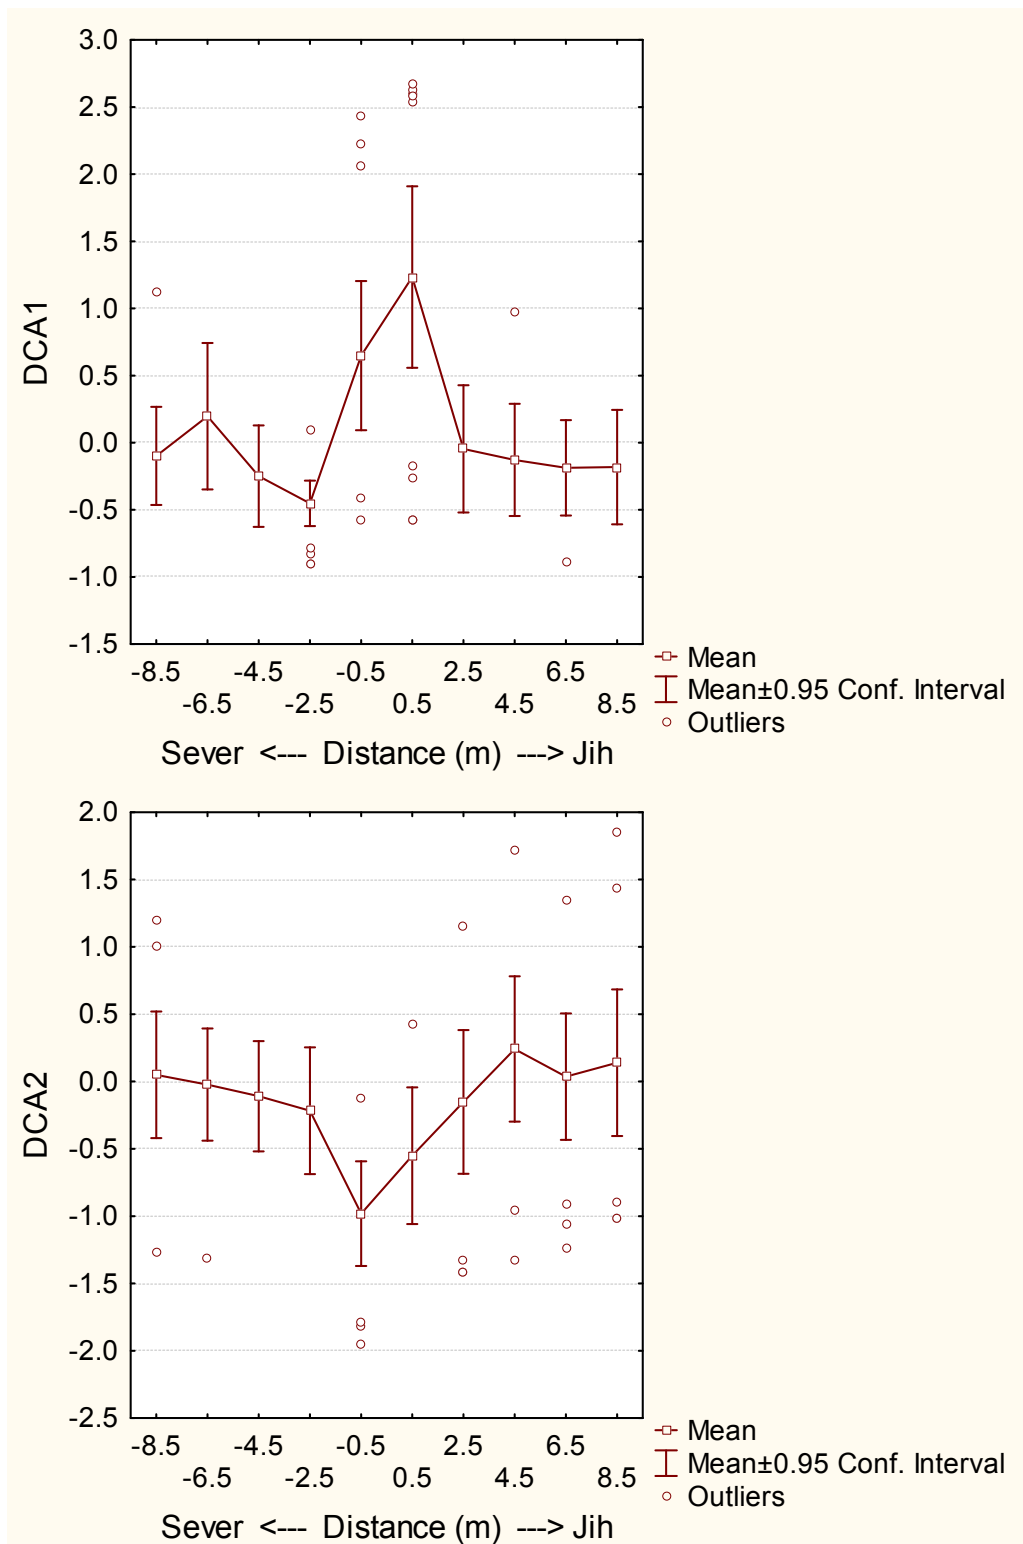 3.0
2.5
2.0
1.5
1.0
0.5
0.0
-0.5
-1.0
-1.5
DCA1
-8.5 -4.5 -0.5 2.5 6.5
-6.5 -2.5 0.5 4.5 8.5
Sever <--- Distance (m) ---> Jih
Mean
Mean±0.95 Conf. Interval
Outliers
2.0
1.5
1.0
0.5
0.0
-0.5
-1.0
-1.5
-2.0
-2.5
DCA2
-8.5 -4.5 -0.5 2.5 6.5
-6.5 -2.5 0.5 4.5 8.5
Sever <--- Distance (m) ---> Jih
Mean
Mean±0.95 Conf. Interval
Outliers